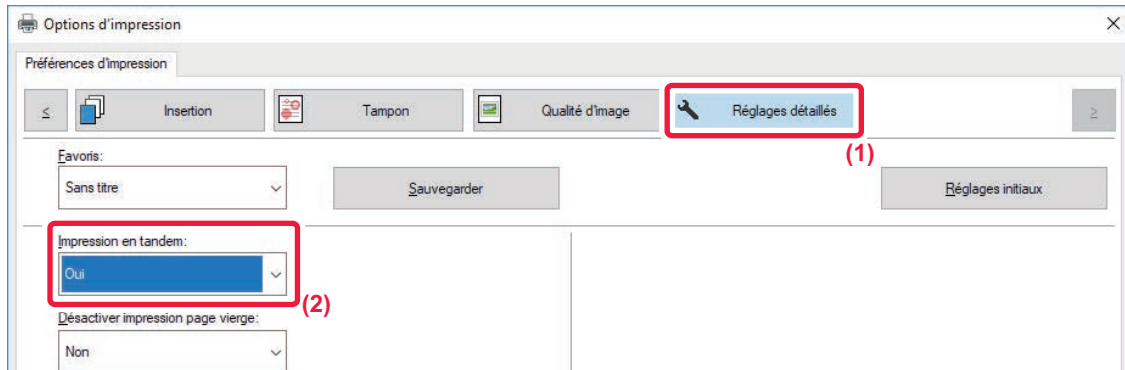 Options d'impression
Préférences d'impression
< Insertion Tampon Qualité d'image Réglages détaillés >
(1)
Favoris:
Sans titre Sauvegarder Réglages initiaux
Impression en tandem:
Oui
(2)
Désactiver impression page vierge:
Non